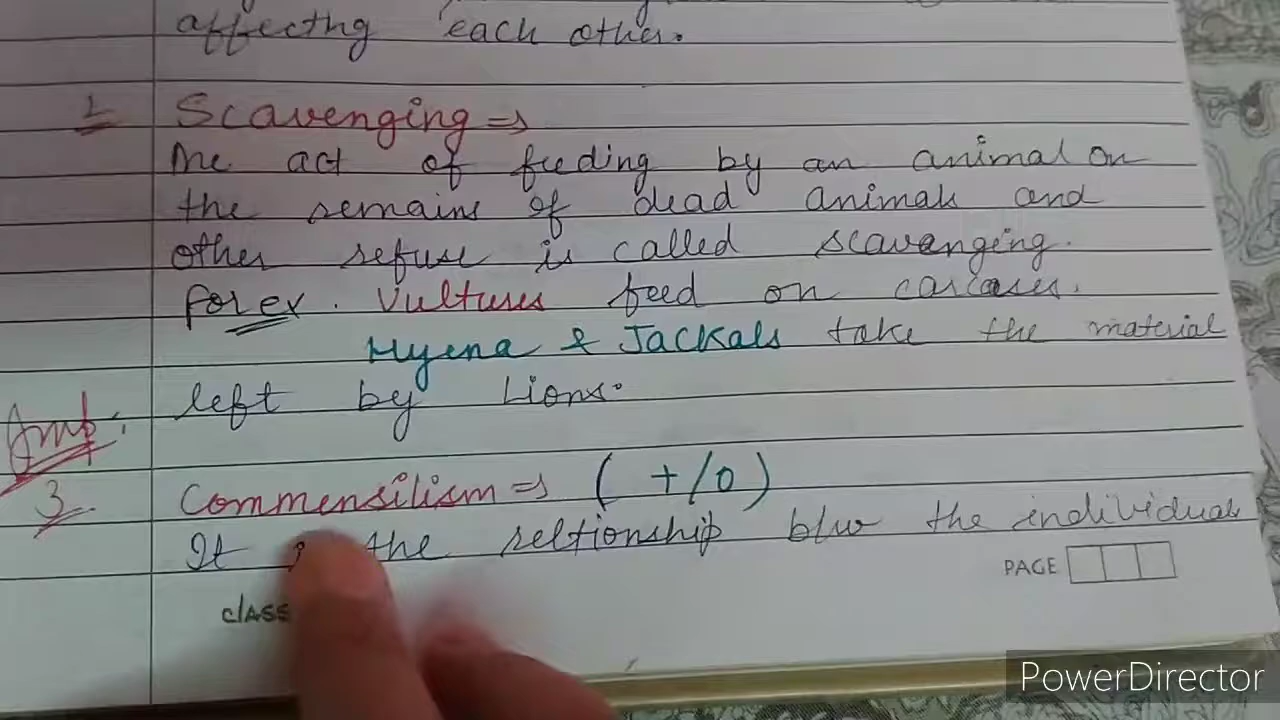 affecting each other.
2. Scavenging ⇒
The act of feeding by an animal on
the remains of dead animals and
other refuse is called scavanging.
for ex. Vultures feed on carcases.
Hyena & Jackals take the material
left by Lions.
Imp.
3. Commensilism ⇒ (+/0)
It the reltionship blw the individual
PAGE
CLASS
PowerDirector